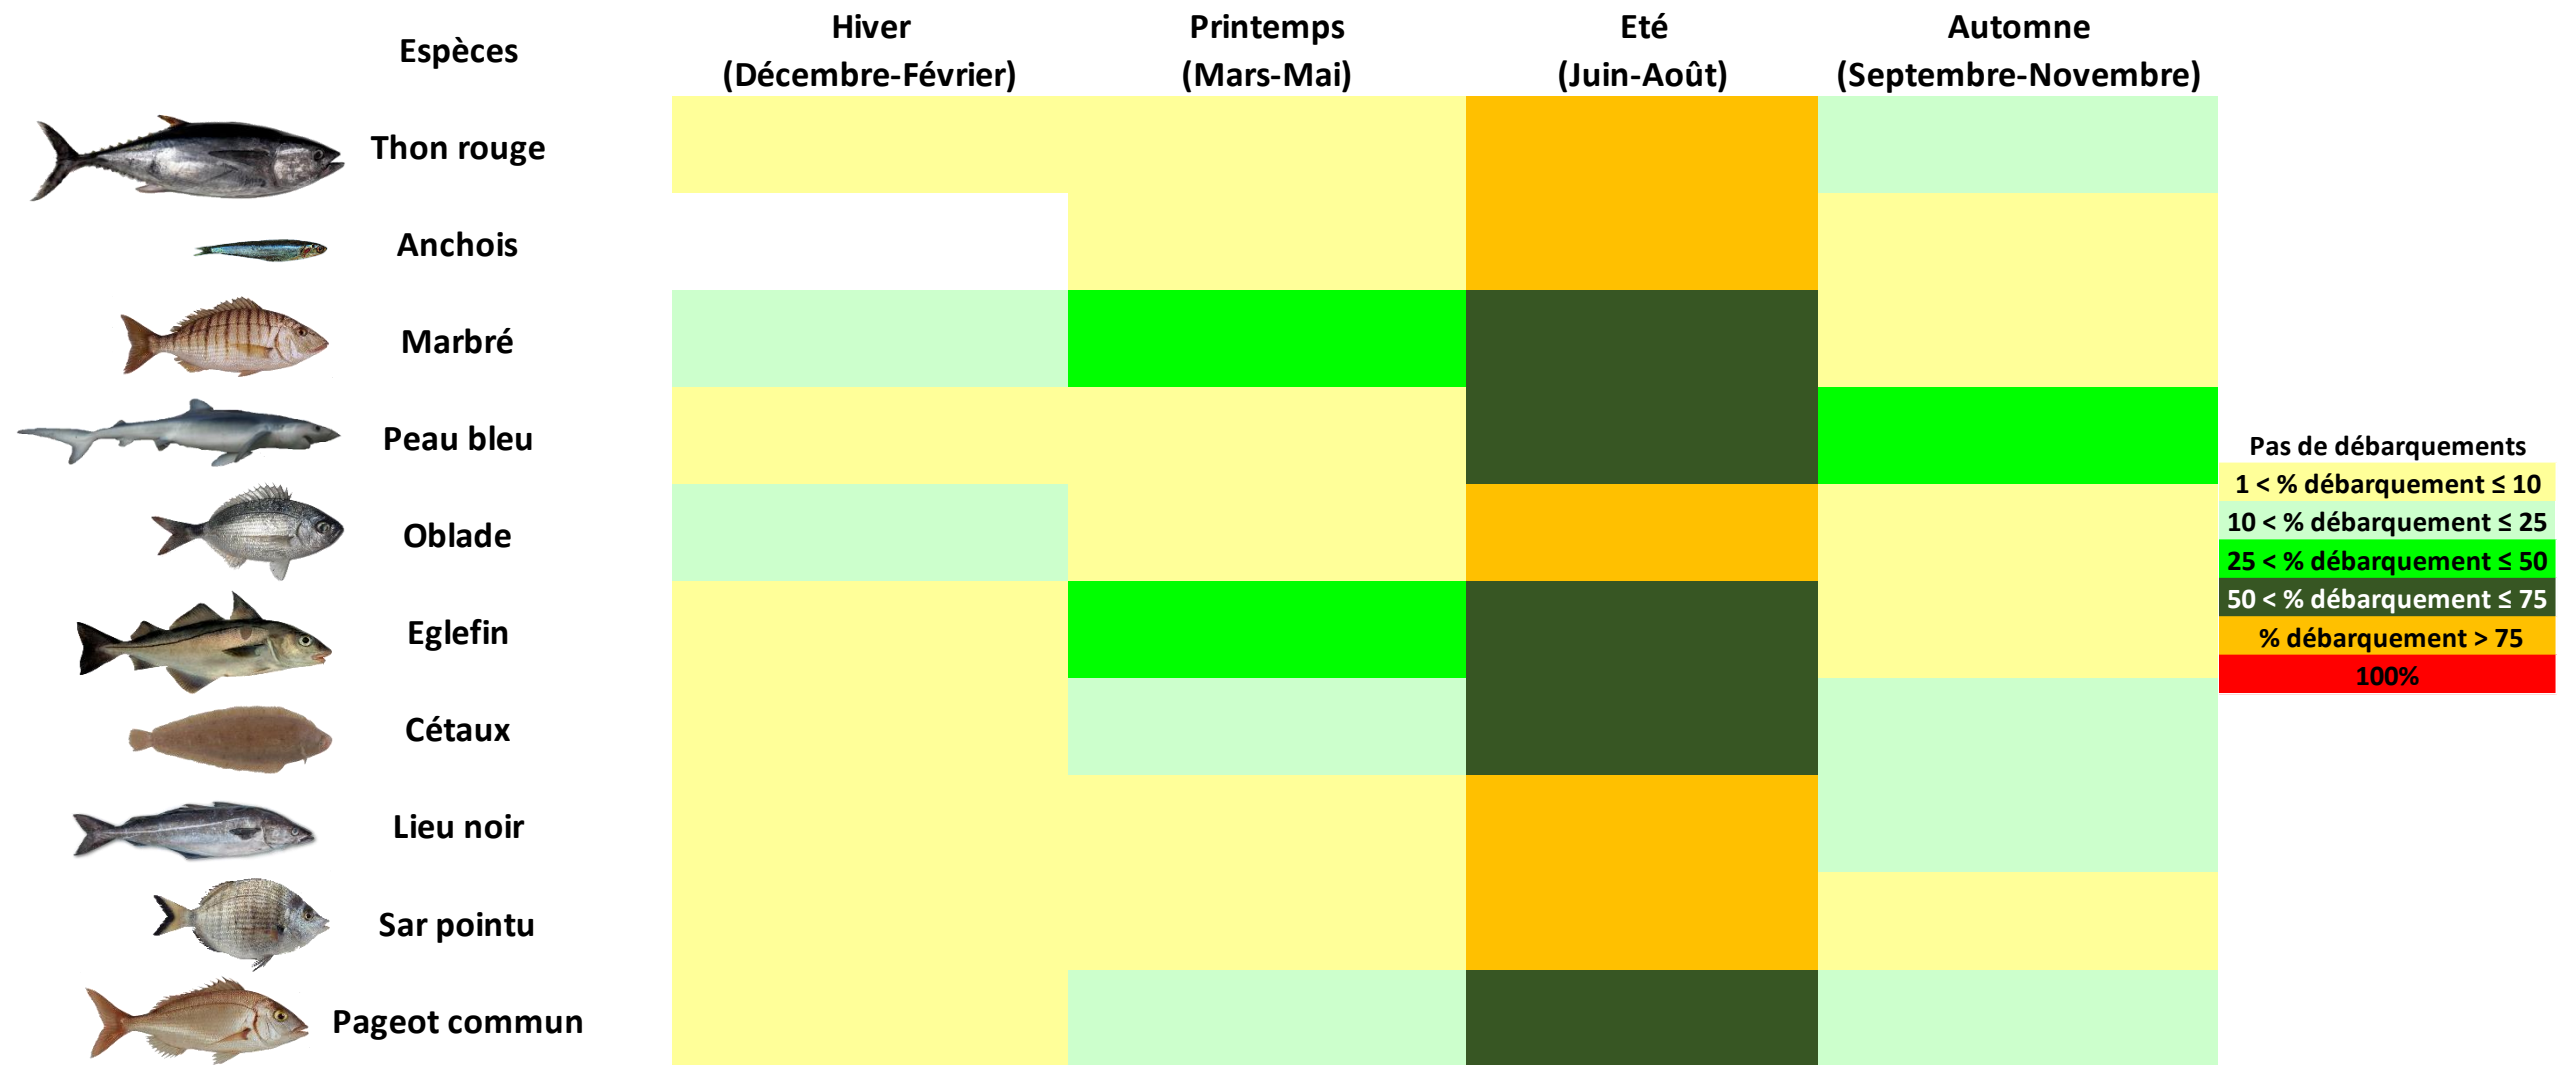 Espèces
Hiver
(Décembre-Février)
Printemps
(Mars-Mai)
Eté
(Juin-Août)
Automne
(Septembre-Novembre)
Thon rouge
Anchois
Marbré
Peau bleu
Oblade
Eglefin
Cétaux
Lieu noir
Sar pointu
Pageot commun
Pas de débarquements
1 < % débarquement ≤ 10
10 < % débarquement ≤ 25
25 < % débarquement ≤ 50
50 < % débarquement ≤ 75
% débarquement > 75
100%